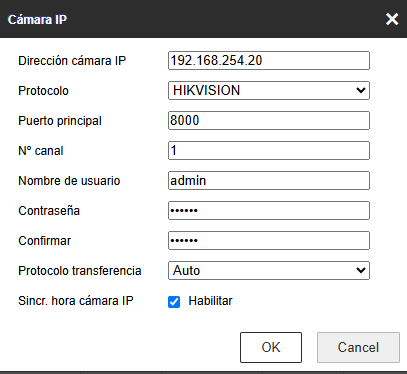 Cámara IP
Dirección cámara IP 192.168.254.20
Protocolo HIKVISION
Puerto principal 8000
Nº canal 1
Nombre de usuario admin
Contraseña ••••••
Confirmar ••••••
Protocolo transferencia Auto
Sincr. hora cámara IP Habilitar
OK Cancel